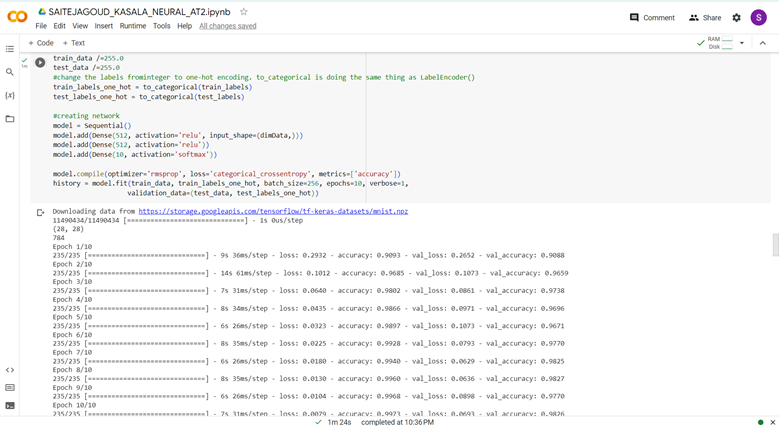 CO
SAITEJAGOUD_KASALA_NEURAL_AT2.ipynb
File Edit View Insert Runtime Tools Help All changes saved
Comment Share S
+ Code + Text
RAM
Disk
train_data /=255.0
test_data /=255.0
#change the labels frominteger to one-hot encoding. to_categorical is doing the same thing as LabelEncoder()
train_labels_one_hot = to_categorical(train_labels)
test_labels_one_hot = to_categorical(test_labels)
#creating network
model = Sequential()
model.add(Dense(512, activation='relu', input_shape=(dimData,)))
model.add(Dense(512, activation='relu'))
model.add(Dense(10, activation='softmax'))
model.compile(optimizer='rmsprop', loss='categorical_crossentropy', metrics=['accuracy'])
history = model.fit(train_data, train_labels_one_hot, batch_size=256, epochs=10, verbose=1,
validation_data=(test_data, test_labels_one_hot))
Downloading data from https://storage.googleapis.com/tensorflow/tf-keras-datasets/mnist.npz
11490434/11490434 [==============================] - 1s 0us/step
(28, 28)
784
Epoch 1/10
235/235 [==============================] - 9s 36ms/step - loss: 0.2932 - accuracy: 0.9093 - val_loss: 0.2652 - val_accuracy: 0.9088
Epoch 2/10
235/235 [==============================] - 14s 61ms/step - loss: 0.1012 - accuracy: 0.9685 - val_loss: 0.1073 - val_accuracy: 0.9659
Epoch 3/10
235/235 [==============================] - 7s 31ms/step - loss: 0.0640 - accuracy: 0.9802 - val_loss: 0.0861 - val_accuracy: 0.9738
Epoch 4/10
235/235 [==============================] - 8s 34ms/step - loss: 0.0435 - accuracy: 0.9866 - val_loss: 0.0971 - val_accuracy: 0.9696
Epoch 5/10
235/235 [==============================] - 6s 26ms/step - loss: 0.0323 - accuracy: 0.9897 - val_loss: 0.1073 - val_accuracy: 0.9671
Epoch 6/10
235/235 [==============================] - 8s 35ms/step - loss: 0.0225 - accuracy: 0.9928 - val_loss: 0.0793 - val_accuracy: 0.9770
Epoch 7/10
235/235 [==============================] - 6s 26ms/step - loss: 0.0180 - accuracy: 0.9940 - val_loss: 0.0629 - val_accuracy: 0.9825
Epoch 8/10
235/235 [==============================] - 8s 35ms/step - loss: 0.0130 - accuracy: 0.9960 - val_loss: 0.0636 - val_accuracy: 0.9827
Epoch 9/10
235/235 [==============================] - 6s 26ms/step - loss: 0.0104 - accuracy: 0.9968 - val_loss: 0.0898 - val_accuracy: 0.9770
Epoch 10/10
235/235 [==============================] - 7s 31ms/step - loss: 0.0079 - accuracy: 0.9973 - val_loss: 0.0693 - val_accuracy: 0.9826
1m 24s completed at 10:36 PM